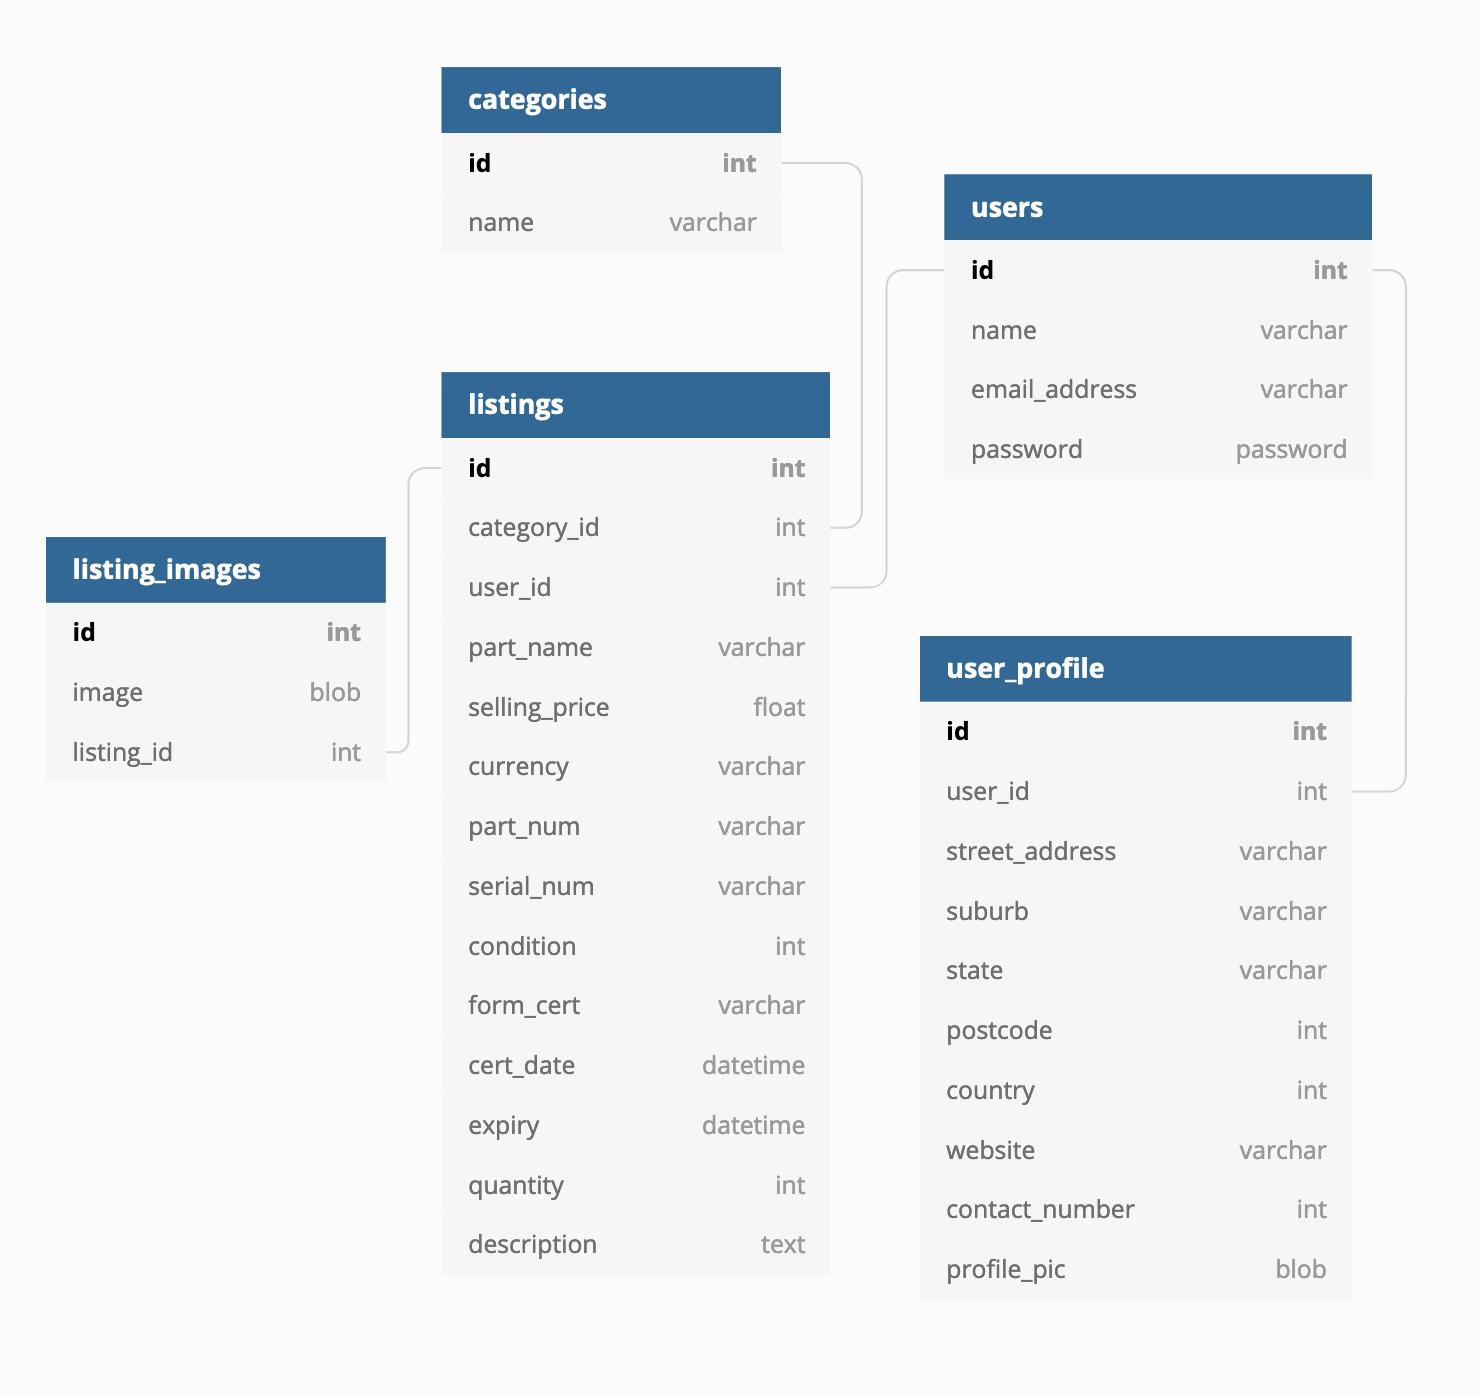 categories
id int
name varchar
users
id int
name varchar
email_address varchar
password password
listings
id int
category_id int
user_id int
part_name varchar
selling_price float
currency varchar
part_num varchar
serial_num varchar
condition int
form_cert varchar
cert_date datetime
expiry datetime
quantity int
description text
listing_images
id int
image blob
listing_id int
user_profile
id int
user_id int
street_address varchar
suburb varchar
state varchar
postcode int
country int
website varchar
contact_number int
profile_pic blob